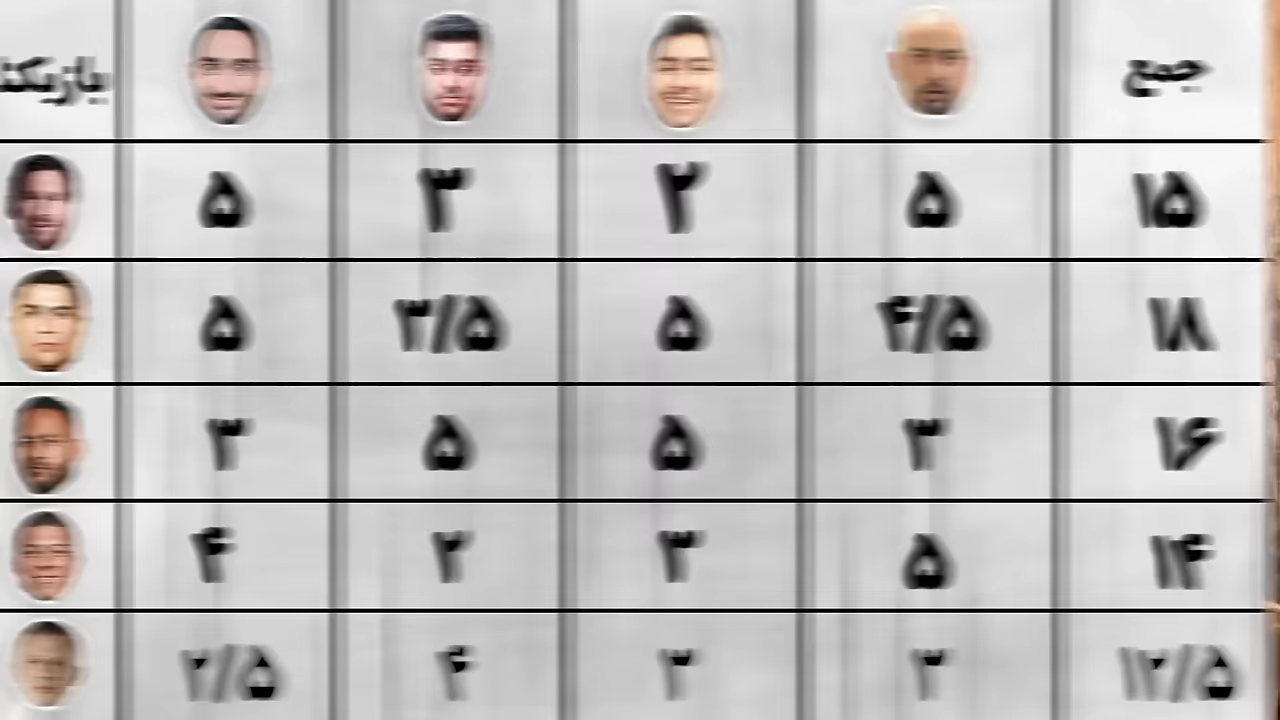 بازیکنا جمع
۵ ۳ ۲ ۵ ۱۵
۵ ۳/۵ ۵ ۴/۵ ۱۸
۳ ۵ ۵ ۳ ۱۶
۴ ۲ ۳ ۵ ۱۴
۲/۵ ۴ ۳ ۳ ۱۲/۵